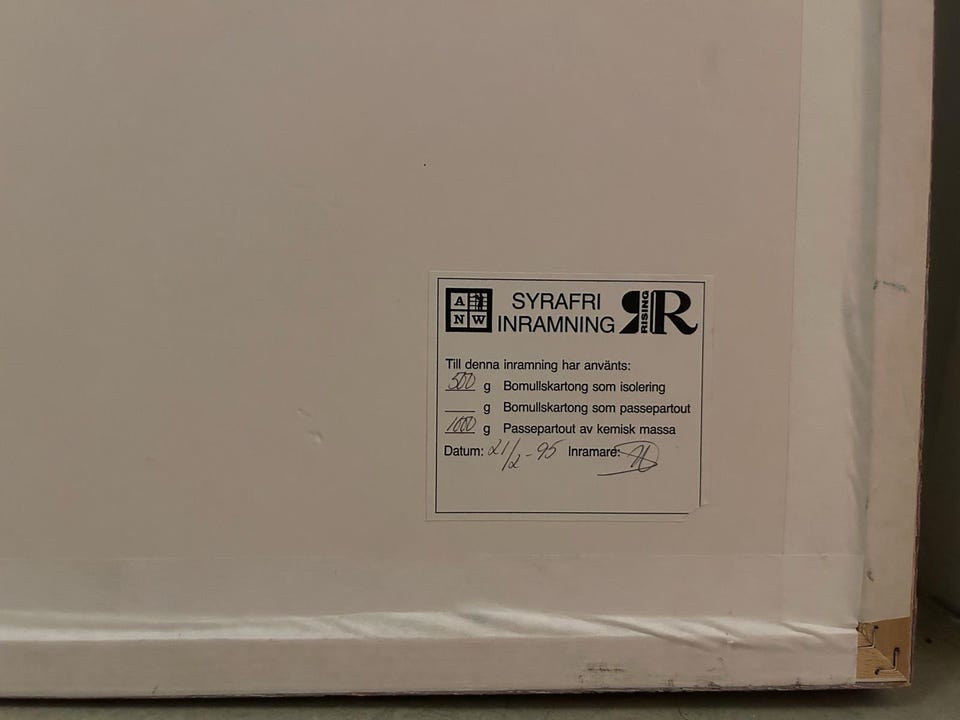 A
N W
SYRAFRI
INRAMNING
RISING
R
Till denna inramning har använts:
500 g Bomullskartong som isolering
___ g Bomullskartong som passepartout
1000 g Passepartout av kemisk massa
Datum: 21/2-95 Inramare: